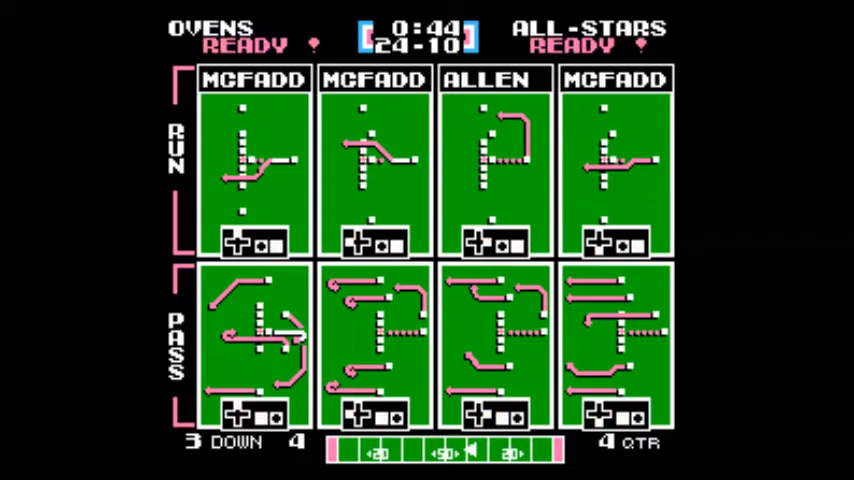 OVENS 0:44 ALL-STARS
READY 24-10 READY
MCFADD MCFADD ALLEN MCFADD
RUN
PASS
3 DOWN 4 4 QTR
20 50 20